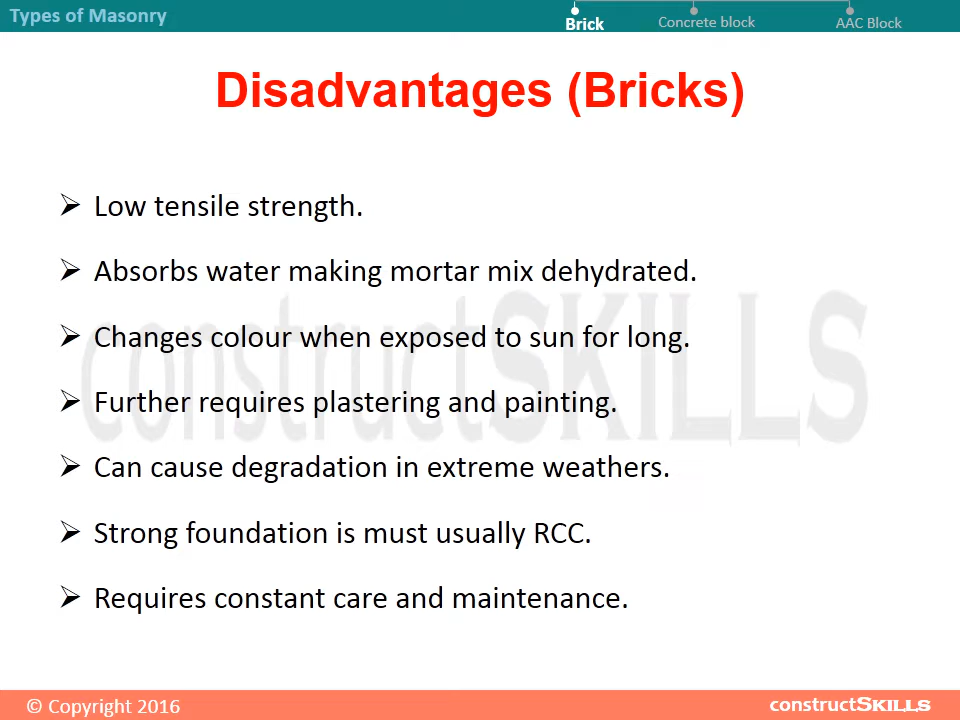 Types of Masonry
Brick
Concrete block
AAC Block
Disadvantages (Bricks)
Low tensile strength.
Absorbs water making mortar mix dehydrated.
Changes colour when exposed to sun for long.
constructSKILLS
Further requires plastering and painting.
Can cause degradation in extreme weathers.
Strong foundation is must usually RCC.
Requires constant care and maintenance.
© Copyright 2016
constructSKILLS